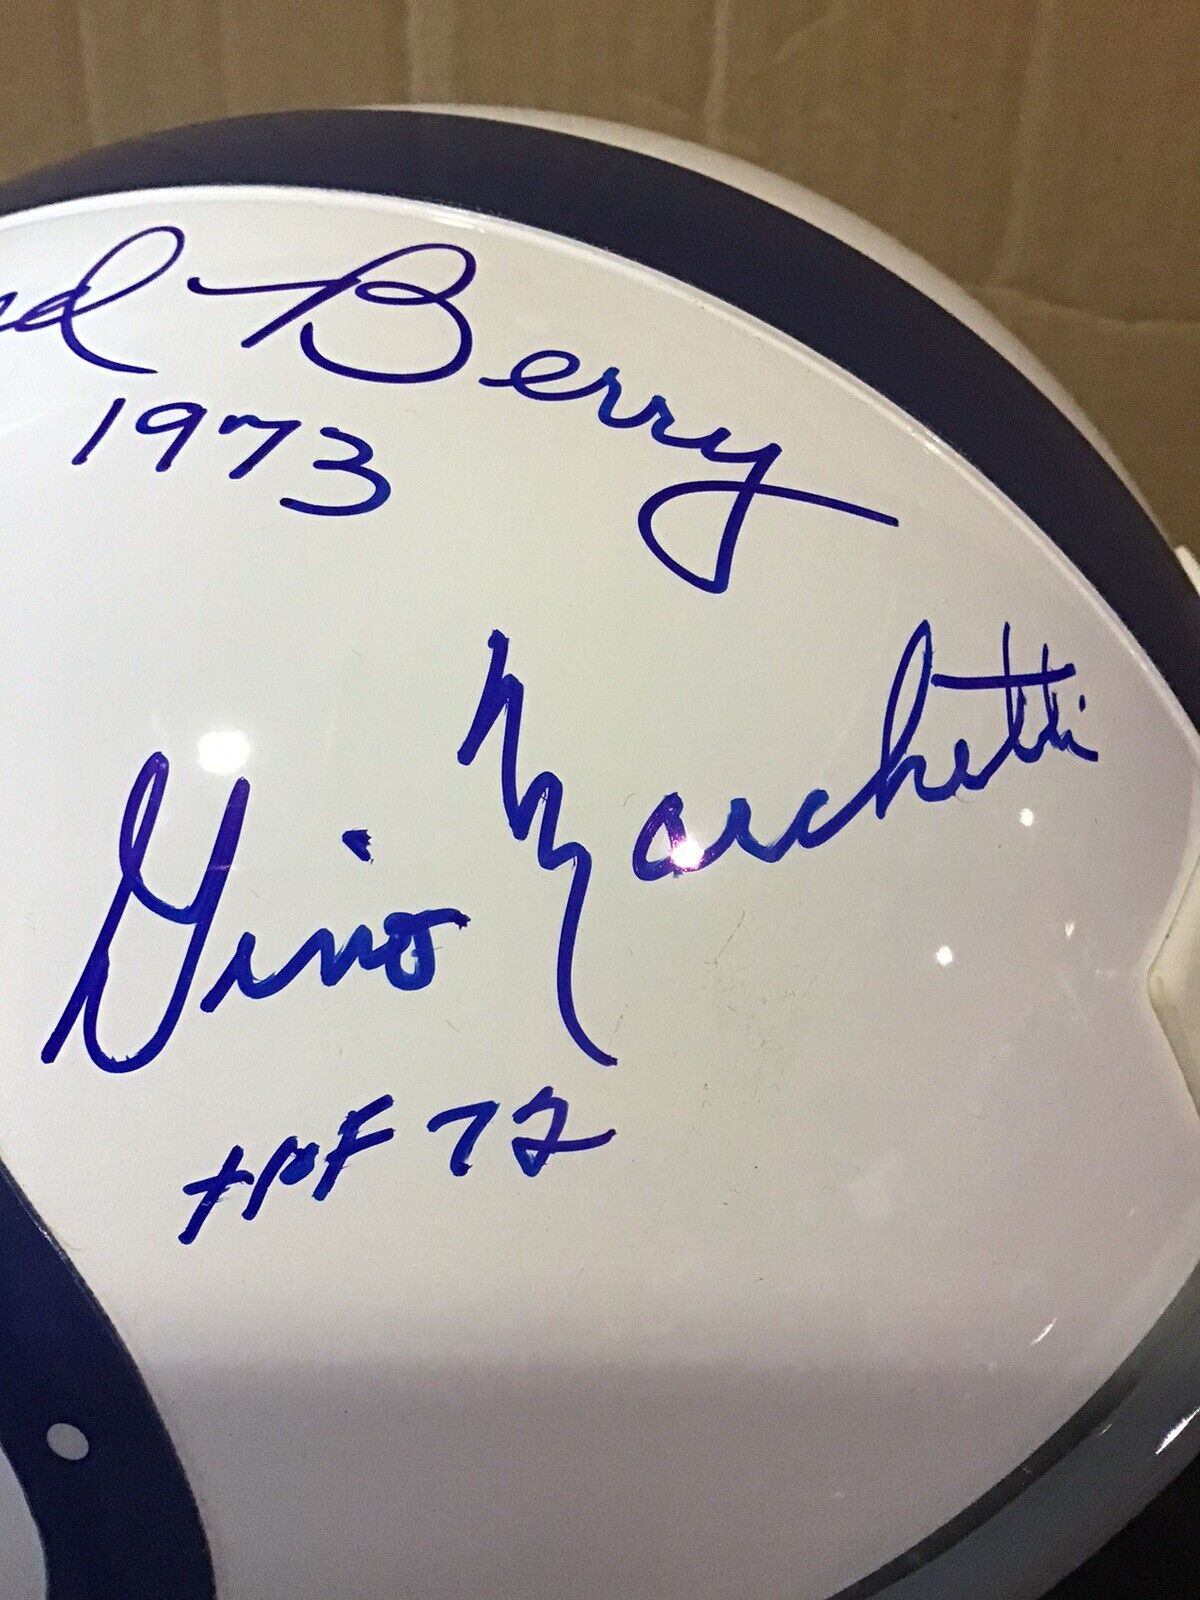 Berry
1973
Gino Marchetti
HOF 72